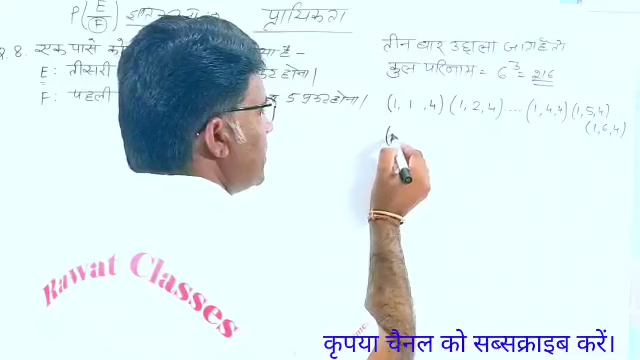 P(E/F) ज्ञात प्रायिकता
Q.8. एक पासे को या है –
E: तीसरी कट होना।
F: पहली 5 प्रकट होना।
तीन बार उछाला जाता है तो
कुल परिणाम = 6³ = 216
(1, 1, 4) (1, 2, 4) ... (1, 4, 4) (1, 5, 4)
(1, 6, 4)
(
Rawat Classes
कृपया चैनल को सब्सक्राइब करें।